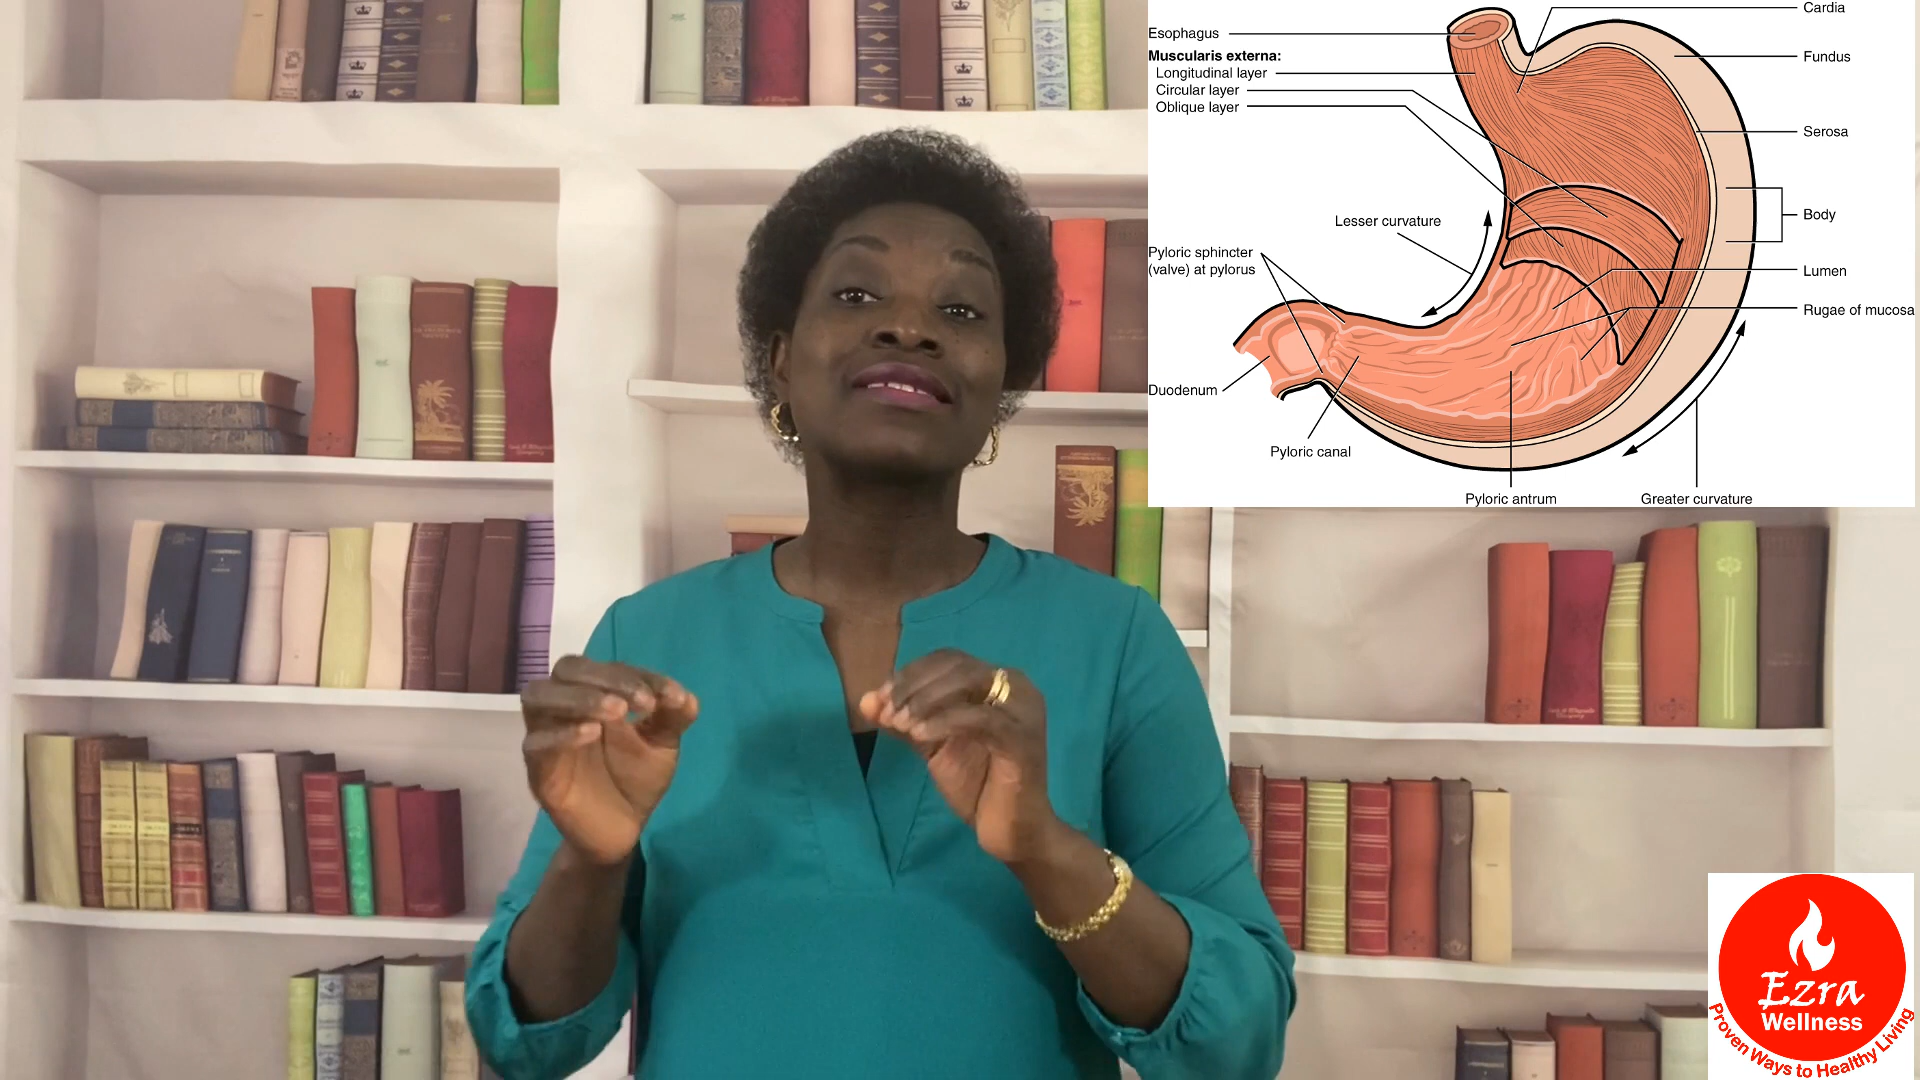 Cardia
Esophagus
Fundus
Muscularis externa:
Longitudinal layer
Circular layer
Oblique layer
Serosa
Body
Lesser curvature
Pyloric sphincter
(valve) at pylorus
Lumen
Rugae of mucosa
Duodenum
Pyloric canal
Pyloric antrum
Greater curvature
Ezra
Wellness
Proven Ways to Healthy Living